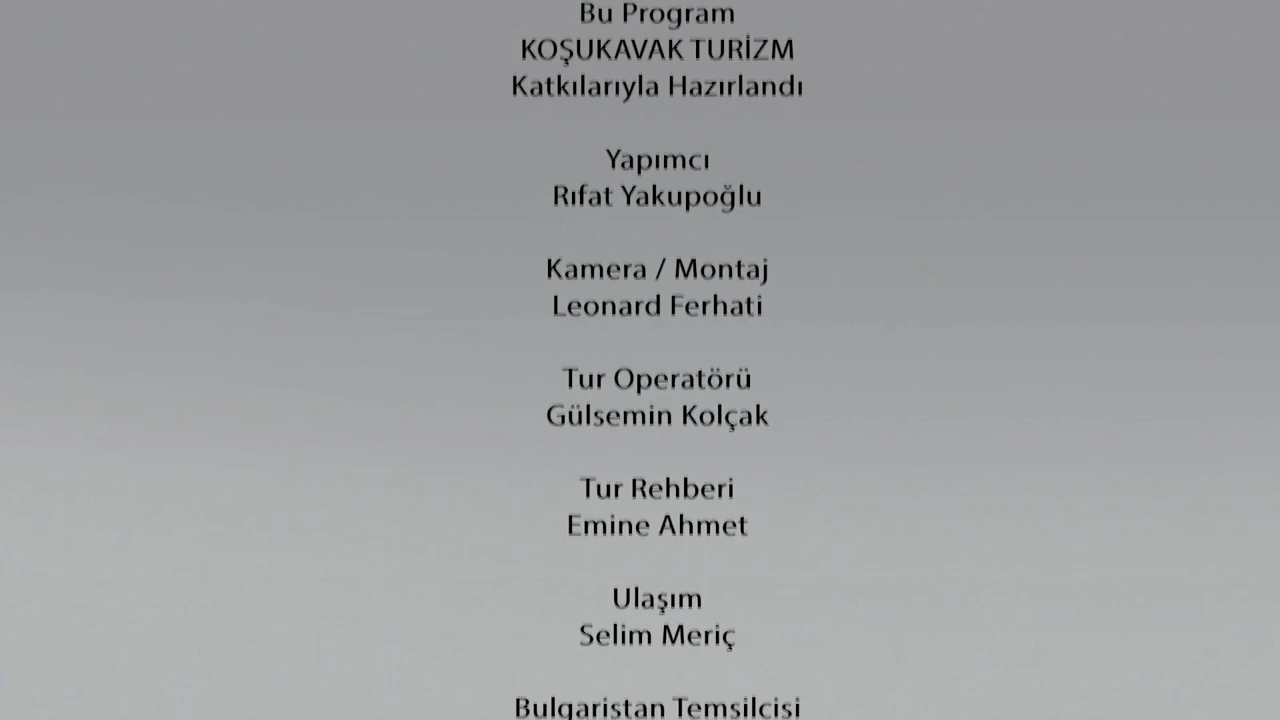 Bu Program
KOŞUKAVAK TURİZM
Katkılarıyla Hazırlandı
Yapımcı
Rıfat Yakupoğlu
Kamera / Montaj
Leonard Ferhati
Tur Operatörü
Gülsemin Kolçak
Tur Rehberi
Emine Ahmet
Ulaşım
Selim Meriç
Bulgaristan Temsilcisi